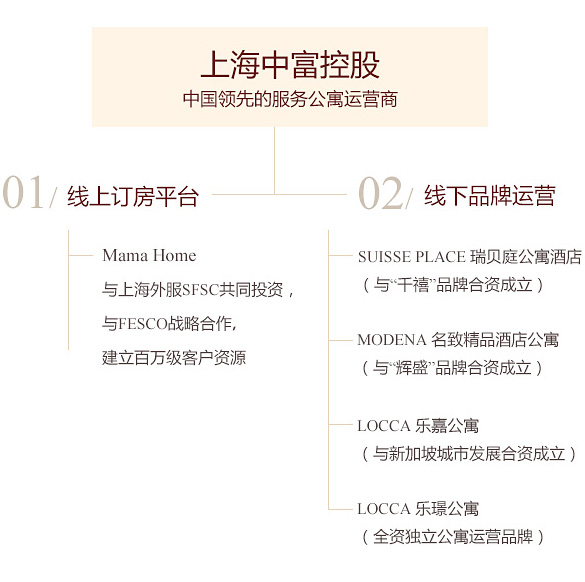 上海中富控股
中国领先的服务公寓运营商
01/ 线上订房平台
Mama Home
与上海外服SFSC共同投资，
与FESCO战略合作,
建立百万级客户资源
02/ 线下品牌运营
SUISSE PLACE 瑞贝庭公寓酒店
（与“千禧”品牌合资成立）
MODENA 名致精品酒店公寓
（与“辉盛”品牌合资成立）
LOCCA 乐嘉公寓
（与新加坡城市发展合资成立）
LOCCA 乐璟公寓
（全资独立公寓运营品牌）